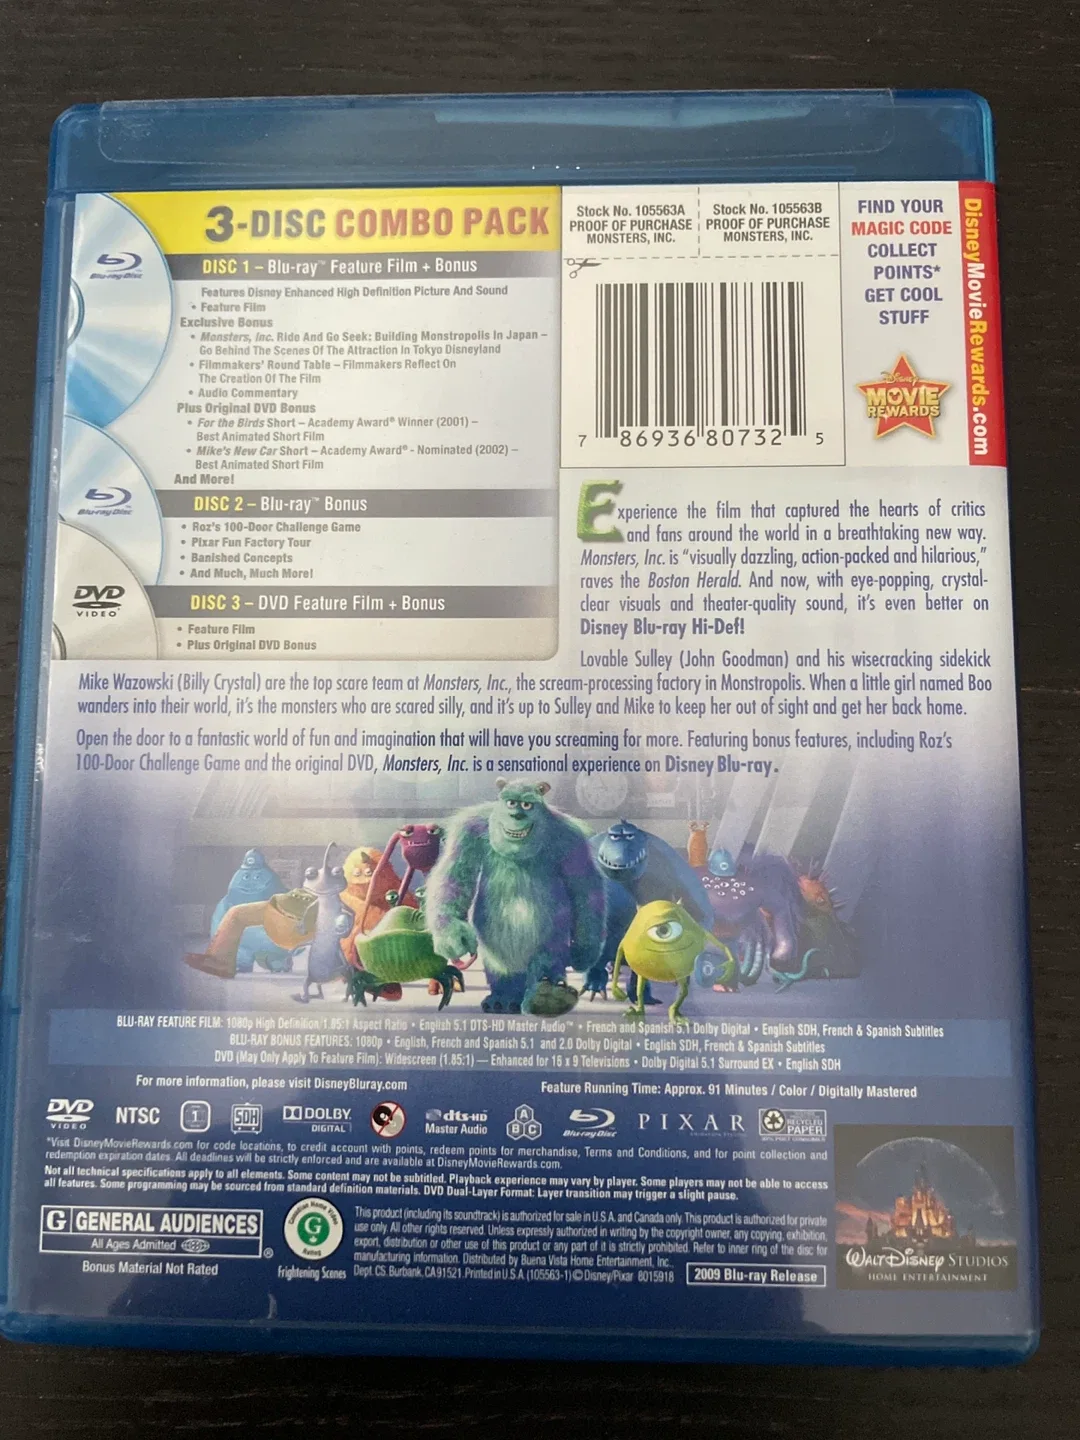 3-DISC COMBO PACK
Blu-ray Disc
DISC 1 – Blu-ray™ Feature Film + Bonus
Features Disney Enhanced High Definition Picture And Sound
• Feature Film
Exclusive Bonus
• Monsters, Inc. Ride And Go Seek: Building Monstropolis In Japan –
Go Behind The Scenes Of The Attraction In Tokyo Disneyland
• Filmmakers' Round Table – Filmmakers Reflect On
The Creation Of The Film
• Audio Commentary
Plus Original DVD Bonus
• For the Birds Short – Academy Award® Winner (2001) –
Best Animated Short Film
• Mike's New Car Short – Academy Award® - Nominated (2002) –
Best Animated Short Film
And More!
Blu-ray Disc
DISC 2 – Blu-ray™ Bonus
• Roz's 100-Door Challenge Game
• Pixar Fun Factory Tour
• Banished Concepts
• And Much, Much More!
DVD
VIDEO
DISC 3 – DVD Feature Film + Bonus
• Feature Film
• Plus Original DVD Bonus
Stock No. 105563A
PROOF OF PURCHASE
MONSTERS, INC.
Stock No. 105563B
PROOF OF PURCHASE
MONSTERS, INC.
7 86936 80732 5
FIND YOUR
MAGIC CODE
COLLECT
POINTS*
GET COOL
STUFF
Disney
MOVIE
REWARDS
DisneyMovieRewards.com
Experience the film that captured the hearts of critics
and fans around the world in a breathtaking new way.
Monsters, Inc. is "visually dazzling, action-packed and hilarious,"
raves the Boston Herald. And now, with eye-popping, crystal-
clear visuals and theater-quality sound, it's even better on
Disney Blu-ray Hi-Def!
Lovable Sulley (John Goodman) and his wisecracking sidekick
Mike Wazowski (Billy Crystal) are the top scare team at Monsters, Inc., the scream-processing factory in Monstropolis. When a little girl named Boo
wanders into their world, it's the monsters who are scared silly, and it's up to Sulley and Mike to keep her out of sight and get her back home.
Open the door to a fantastic world of fun and imagination that will have you screaming for more. Featuring bonus features, including Roz's
100-Door Challenge Game and the original DVD, Monsters, Inc. is a sensational experience on Disney Blu-ray.
BLU-RAY FEATURE FILM: 1080p High Definition/1.85:1 Aspect Ratio • English 5.1 DTS-HD Master Audio™ • French and Spanish 5.1 Dolby Digital • English SDH, French & Spanish Subtitles
BLU-RAY BONUS FEATURES: 1080p • English, French and Spanish 5.1 and 2.0 Dolby Digital • English SDH, French & Spanish Subtitles
DVD (May Only Apply To Feature Film): Widescreen (1.85:1) — Enhanced for 16 x 9 Televisions • Dolby Digital 5.1 Surround EX • English SDH
For more information, please visit DisneyBluray.com
Feature Running Time: Approx. 91 Minutes / Color / Digitally Mastered
DVD VIDEO NTSC 1 SDH DOLBY DIGITAL dts-HD Master Audio A B C Blu-ray Disc PIXAR RECYCLED PAPER
*Visit DisneyMovieRewards.com for code locations, to credit account with points, redeem points for merchandise, Terms and Conditions, and for point collection and
redemption expiration dates. All deadlines will be strictly enforced and are available at DisneyMovieRewards.com.
Not all technical specifications apply to all elements. Some content may not be subtitled. Playback experience may vary by player. Some players may not be able to access
all features. Some programming may be sourced from standard definition materials. DVD Dual-Layer Format: Layer transition may trigger a slight pause.
G GENERAL AUDIENCES
All Ages Admitted
®
Bonus Material Not Rated
Canadian Home Video
G
Rated
Frightening Scenes
This product (including its soundtrack) is authorized for sale in U.S.A. and Canada only. This product is authorized for private
use only. All other rights reserved. Unless expressly authorized in writing by the copyright owner, any copying, exhibition,
export, distribution or other use of this product or any part of it is strictly prohibited. Refer to inner ring of the disc for
manufacturing information. Distributed by Buena Vista Home Entertainment, Inc.,
Dept. CS, Burbank, CA 91521. Printed in U.S.A. (105563-1) © Disney/Pixar 8015918
2009 Blu-ray Release
WALT DISNEY STUDIOS
HOME ENTERTAINMENT